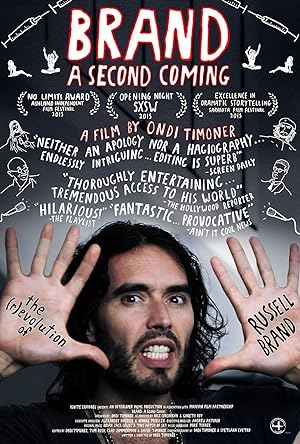 BRAND
A SECOND COMING
NO LIMITS AWARD
ASHLAND INDEPENDENT
FILM FESTIVAL
2015
OPENING NIGHT
SXSW
2015
EXCELLENCE IN
DRAMATIC STORYTELLING
SARASOTA FILM FESTIVAL
2015
A FILM BY ONDI TIMONER
"NEITHER AN APOLOGY NOR A HAGIOGRAPHY...
ENDLESSLY INTRIGUING... EDITING IS SUPERB"
-SCREEN DAILY
"THOROUGHLY ENTERTAINING...
TREMENDOUS ACCESS TO HIS WORLD"
-THE HOLLYWOOD REPORTER
"HILARIOUS!"
-THE PLAYLIST
"FANTASTIC... PROVOCATIVE"
-AIN'T IT COOL NEWS
the
(r)evolution
of
RUSSELL
BRAND